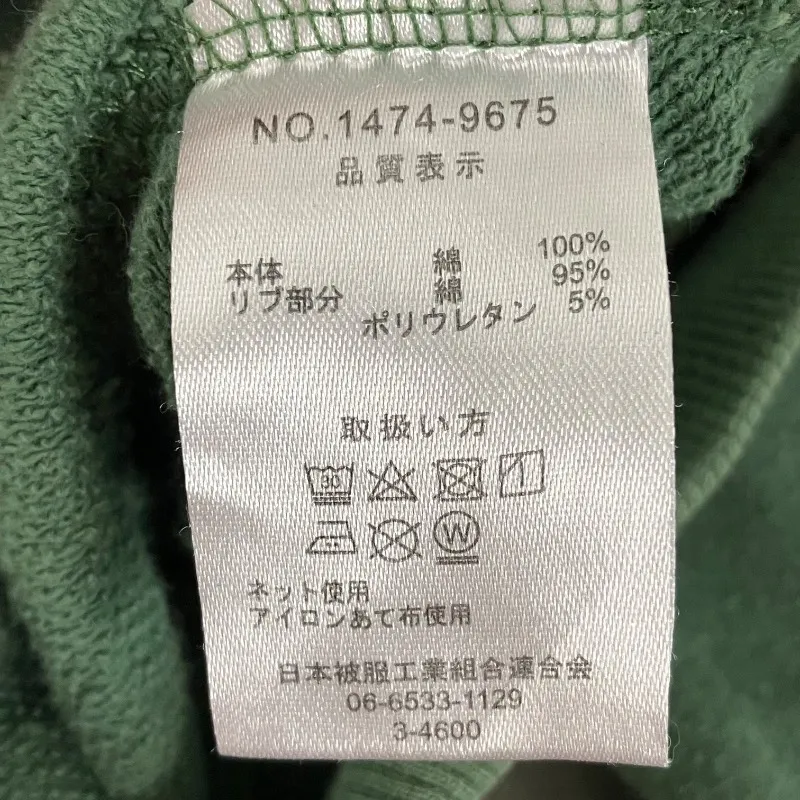 NO.1474-9675
品質表示
本体 綿 100%
リブ部分 綿 95%
ポリウレタン 5%
取扱い方
30
W
ネット使用
アイロンあて布使用
日本被服工業組合連合会
06-6533-1129
3-4600